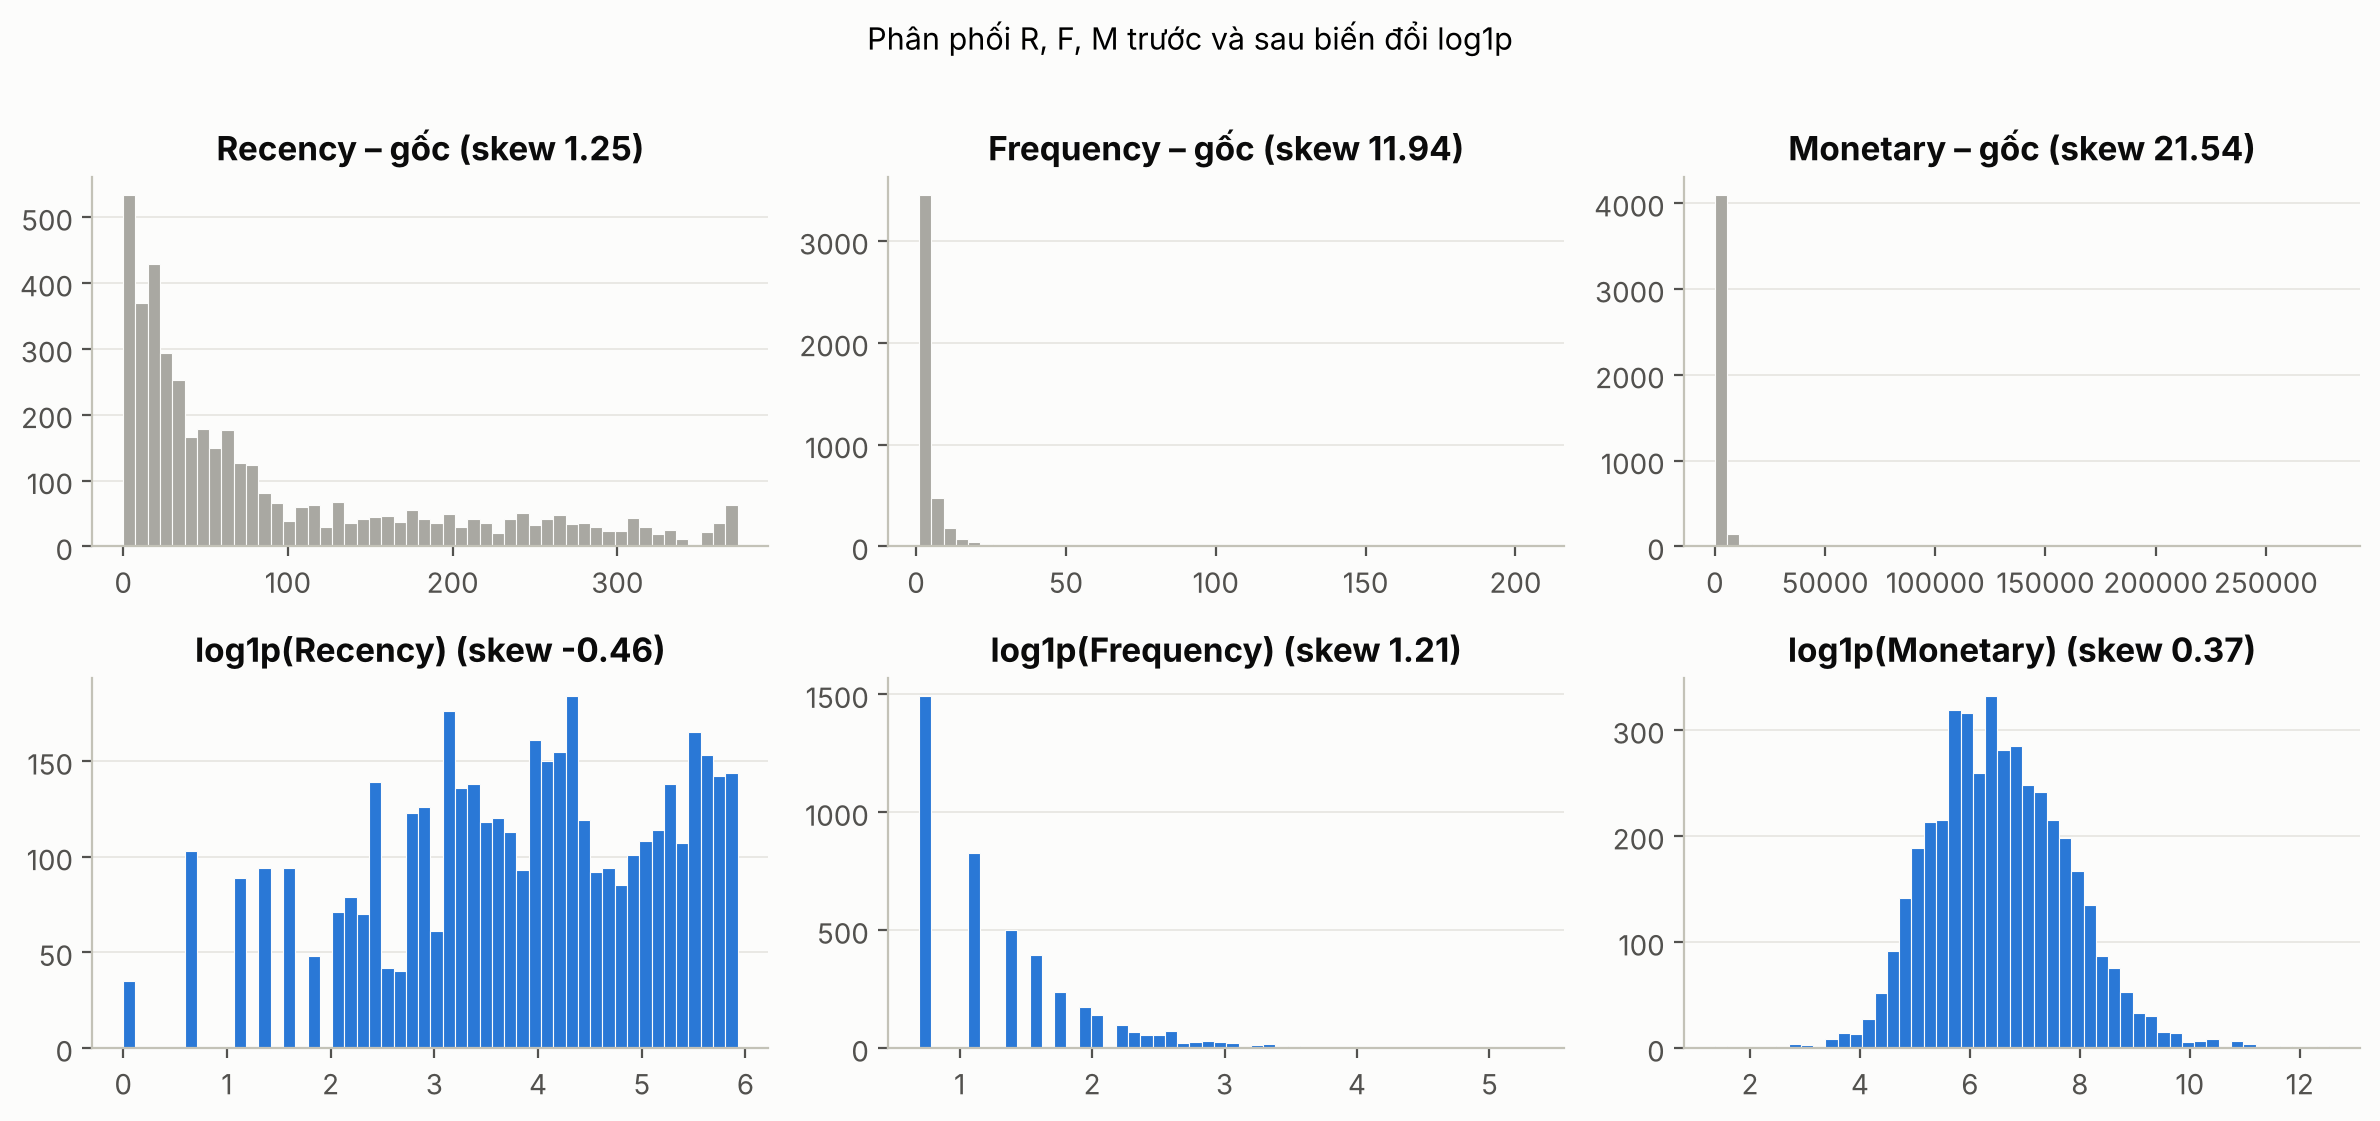 Phân phối R, F, M trước và sau biến đổi log1p
Recency – gốc (skew 1.25)
500
400
300
200
100
0
0 100 200 300
Frequency – gốc (skew 11.94)
3000
2000
1000
0
0 50 100 150 200
Monetary – gốc (skew 21.54)
4000
3000
2000
1000
0
0 50000 100000 150000 200000 250000
log1p(Recency) (skew -0.46)
150
100
50
0
0 1 2 3 4 5 6
log1p(Frequency) (skew 1.21)
1500
1000
500
0
1 2 3 4 5
log1p(Monetary) (skew 0.37)
300
200
100
0
2 4 6 8 10 12